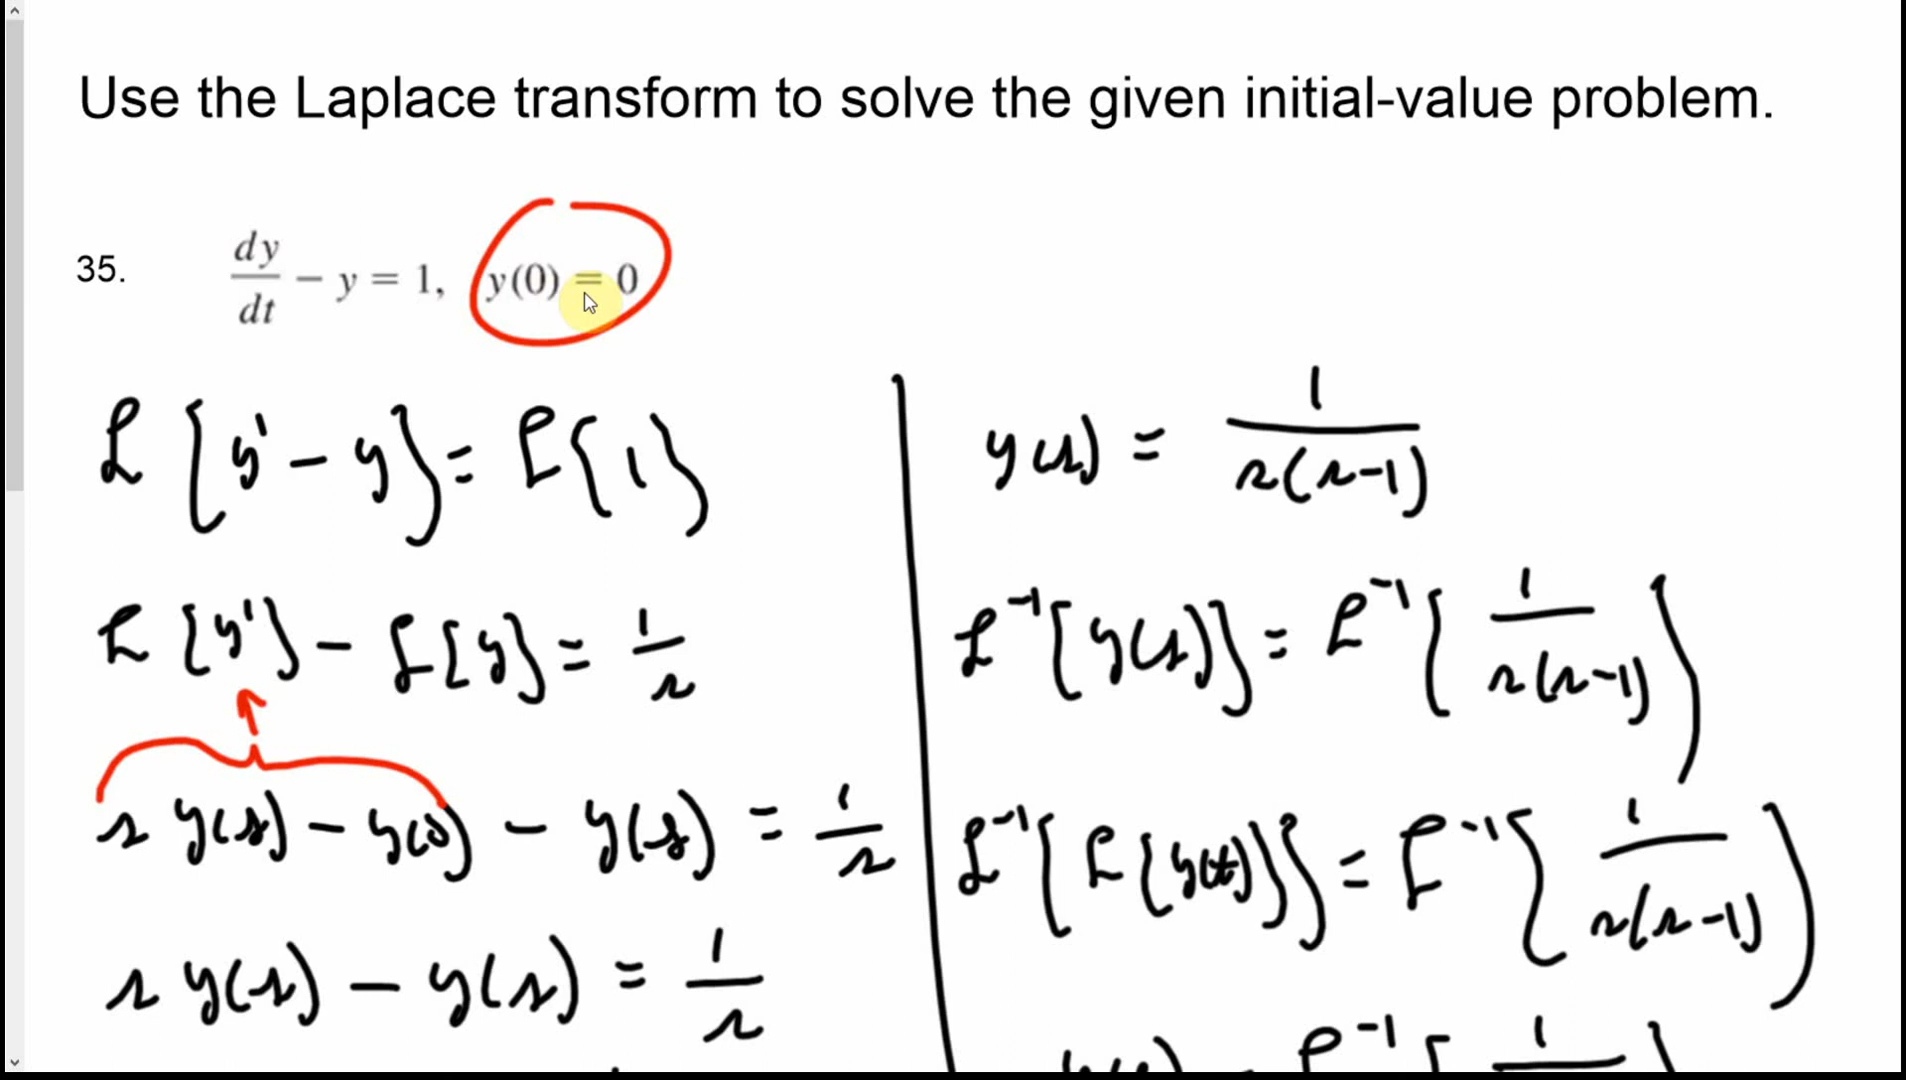 Use the Laplace transform to solve the given initial-value problem.
35. dy/dt − y = 1, y(0) = 0
ℒ{y' − y} = ℒ{1}
ℒ{y'} − ℒ{y} = 1/s
s y(s) − y(0) − y(s) = 1/s
s y(s) − y(s) = 1/s
y(s) = 1/s(s−1)
ℒ⁻¹{y(s)} = ℒ⁻¹{1/s(s−1)}
ℒ⁻¹{ℒ{y(t)}} = ℒ⁻¹{1/s(s−1)}